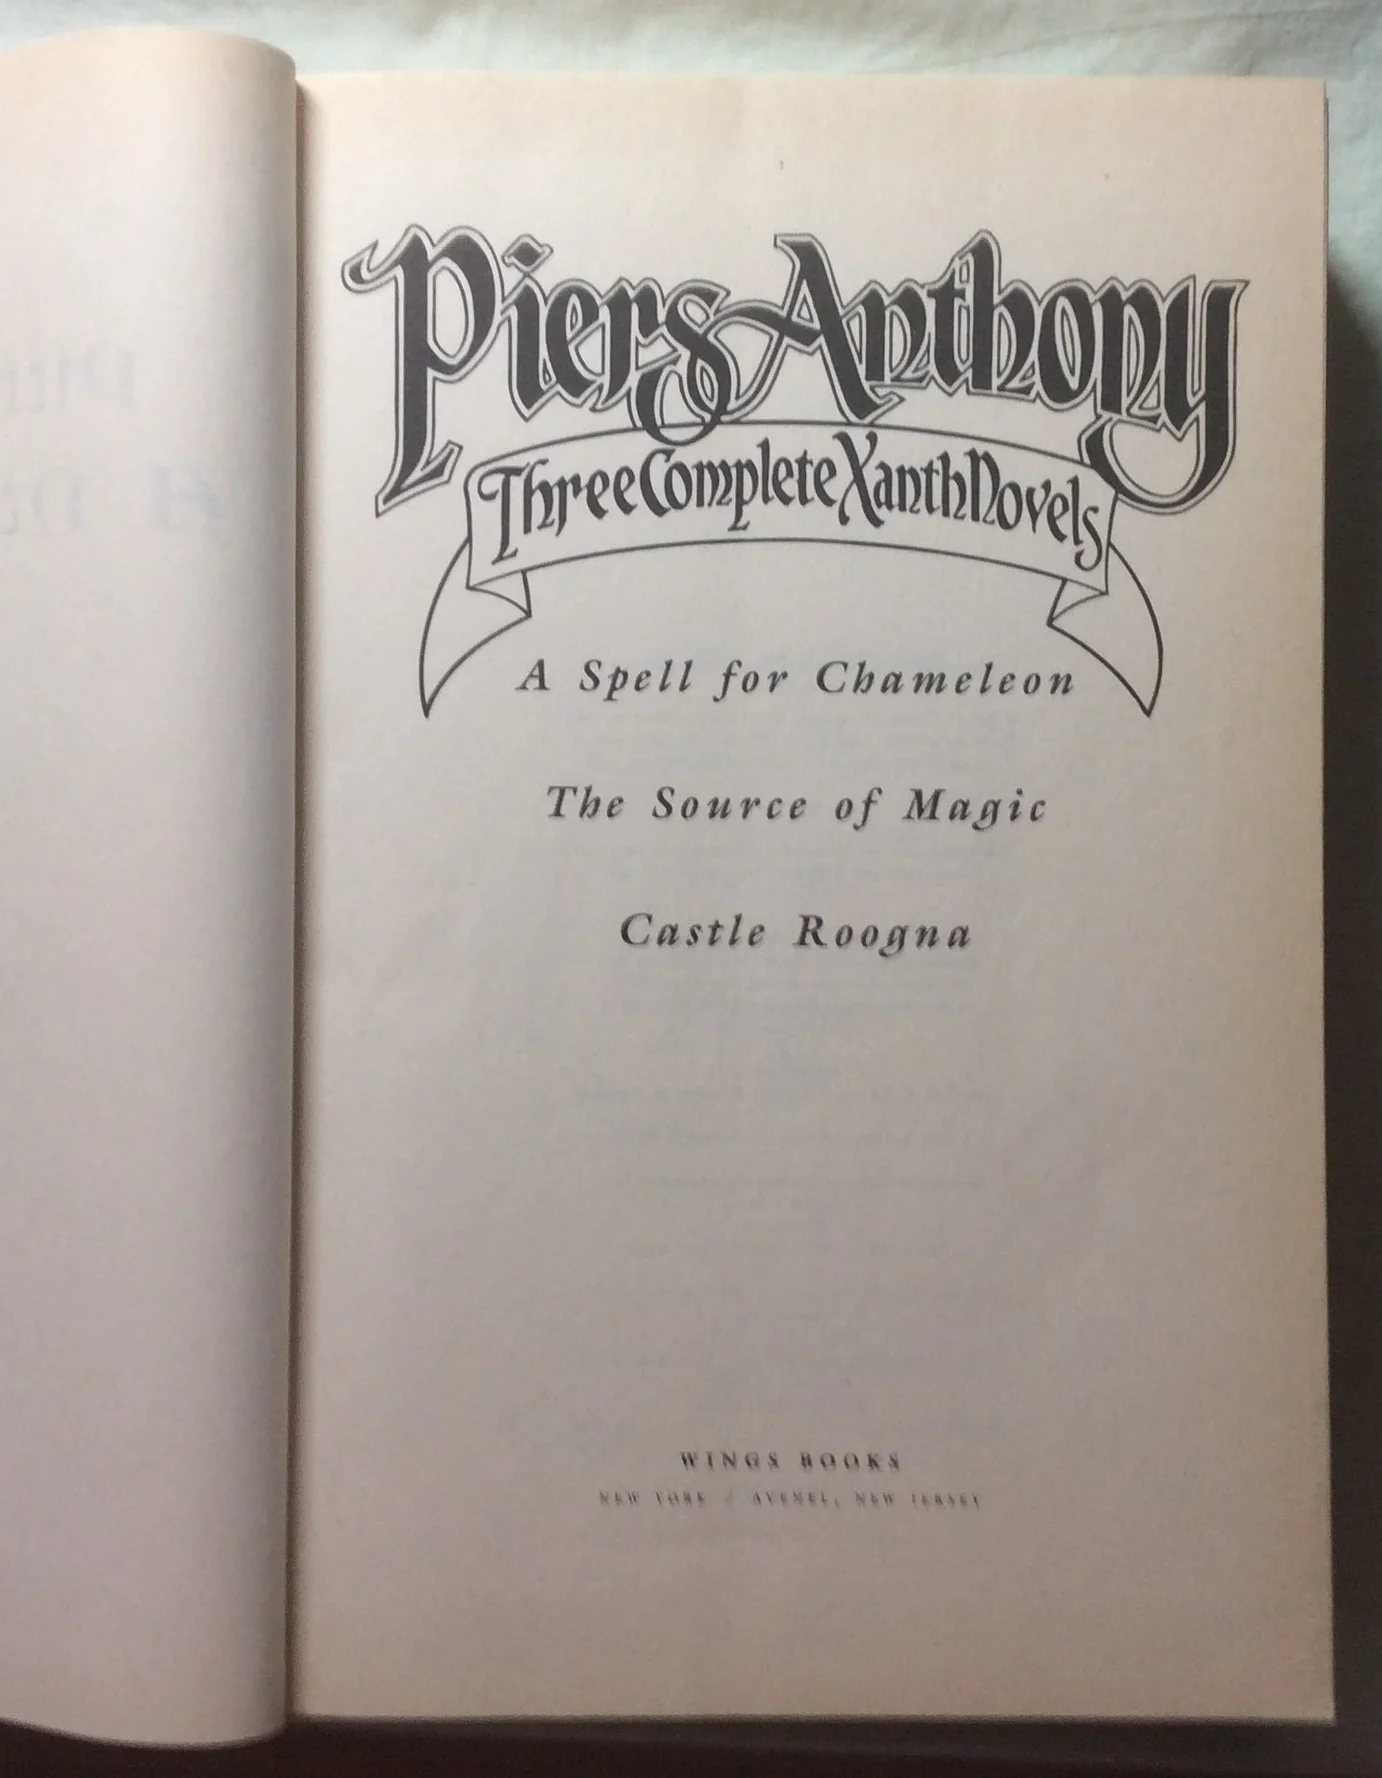 Piers Anthony
Three Complete Xanth Novels
A Spell for Chameleon
The Source of Magic
Castle Roogna
WINGS BOOKS
NEW YORK / AVENEL, NEW JERSEY